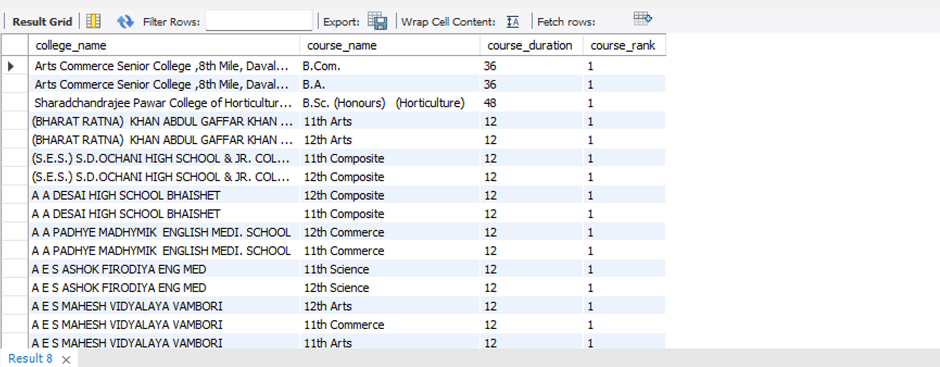 Result Grid Filter Rows: Export: Wrap Cell Content: Fetch rows:
college_name course_name course_duration course_rank
Arts Commerce Senior College ,8th Mile, Daval... B.Com. 36 1
Arts Commerce Senior College ,8th Mile, Daval... B.A. 36 1
Sharadchandrajee Pawar College of Horticultur... B.Sc. (Honours) (Horticulture) 48 1
(BHARAT RATNA) KHAN ABDUL GAFFAR KHAN ... 11th Arts 12 1
(BHARAT RATNA) KHAN ABDUL GAFFAR KHAN ... 12th Arts 12 1
(S.E.S.) S.D.OCHANI HIGH SCHOOL & JR. COL... 11th Composite 12 1
(S.E.S.) S.D.OCHANI HIGH SCHOOL & JR. COL... 12th Composite 12 1
A A DESAI HIGH SCHOOL BHAISHET 12th Composite 12 1
A A DESAI HIGH SCHOOL BHAISHET 11th Composite 12 1
A A PADHYE MADHYMIK ENGLISH MEDI. SCHOOL 12th Commerce 12 1
A A PADHYE MADHYMIK ENGLISH MEDI. SCHOOL 11th Commerce 12 1
A E S ASHOK FIRODIYA ENG MED 11th Science 12 1
A E S ASHOK FIRODIYA ENG MED 12th Science 12 1
A E S MAHESH VIDYALAYA VAMBORI 12th Arts 12 1
A E S MAHESH VIDYALAYA VAMBORI 11th Commerce 12 1
A E S MAHESH VIDYALAYA VAMBORI 11th Arts 12 1
Result 8